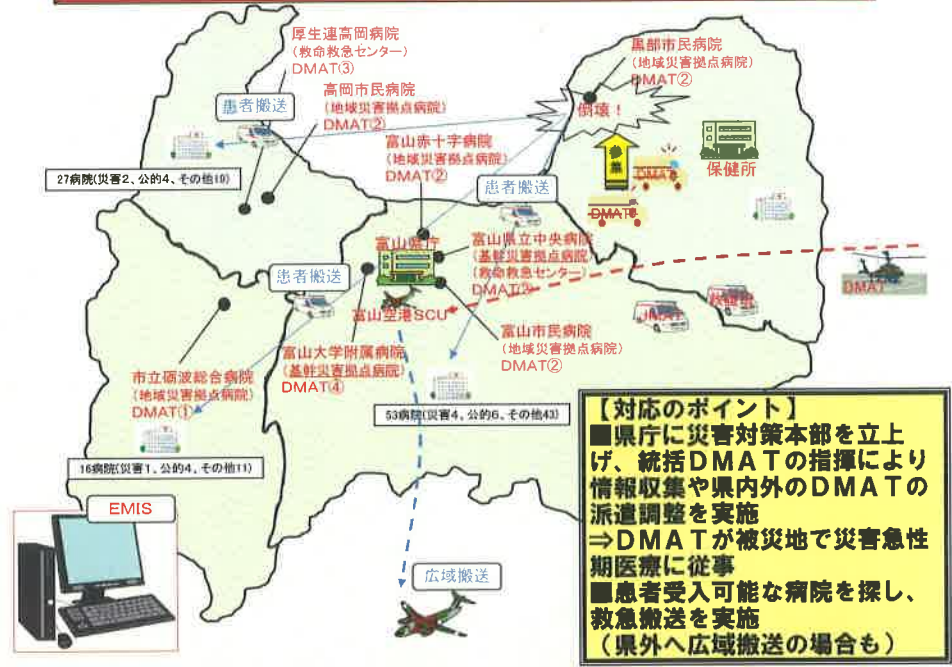 厚生連高岡病院
（救命救急センター）
DMAT③
高岡市民病院
（地域災害拠点病院）
DMAT②
患者搬送
27病院(災害2、公的4、その他19)
黒部市民病院
（地域災害拠点病院）
DMAT②
倒壊！
参集
DMAT
DMAT
保健所
富山赤十字病院
（地域災害拠点病院）
DMAT②
患者搬送
富山県庁
富山県立中央病院
（基幹災害拠点病院）
（救命救急センター）
DMAT②
富山空港SCU
DMAT
JMAT
救護班
患者搬送
富山大学附属病院
（基幹災害拠点病院）
DMAT④
富山市民病院
（地域災害拠点病院）
DMAT②
市立砺波総合病院
（地域災害拠点病院）
DMAT①
16病院(災害1、公的4、その他11)
53病院(災害4、公的6、その他43)
EMIS
広域搬送
【対応のポイント】
■県庁に災害対策本部を立上
げ、統括ＤＭＡＴの指揮により
情報収集や県内外のＤＭＡＴの
派遣調整を実施
⇒ＤＭＡＴが被災地で災害急性
期医療に従事
■患者受入可能な病院を探し、
救急搬送を実施
（県外へ広域搬送の場合も）